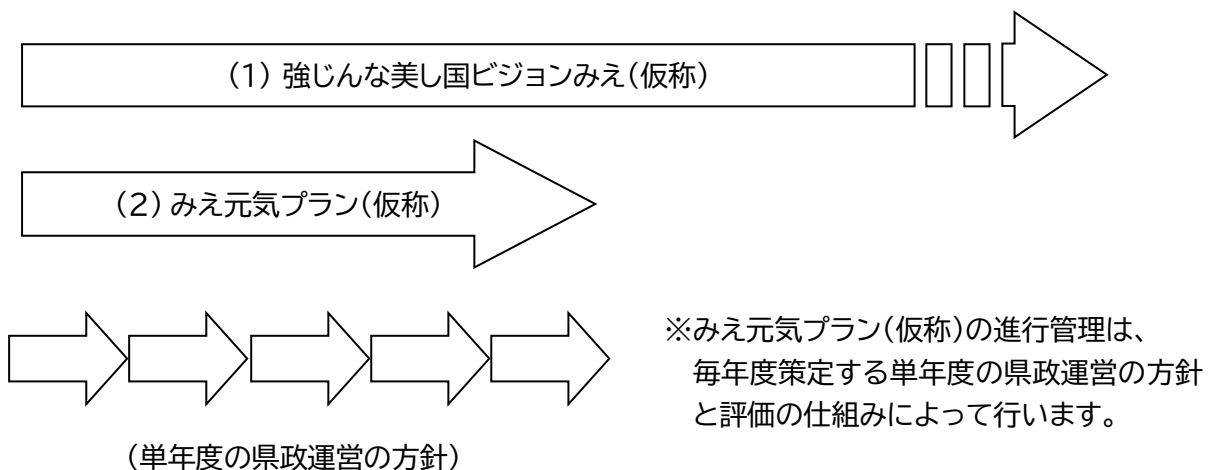 (1) 強じんな美し国ビジョンみえ(仮称)
(2) みえ元気プラン(仮称)
※みえ元気プラン(仮称)の進行管理は、
毎年度策定する単年度の県政運営の方針
と評価の仕組みによって行います。
(単年度の県政運営の方針)